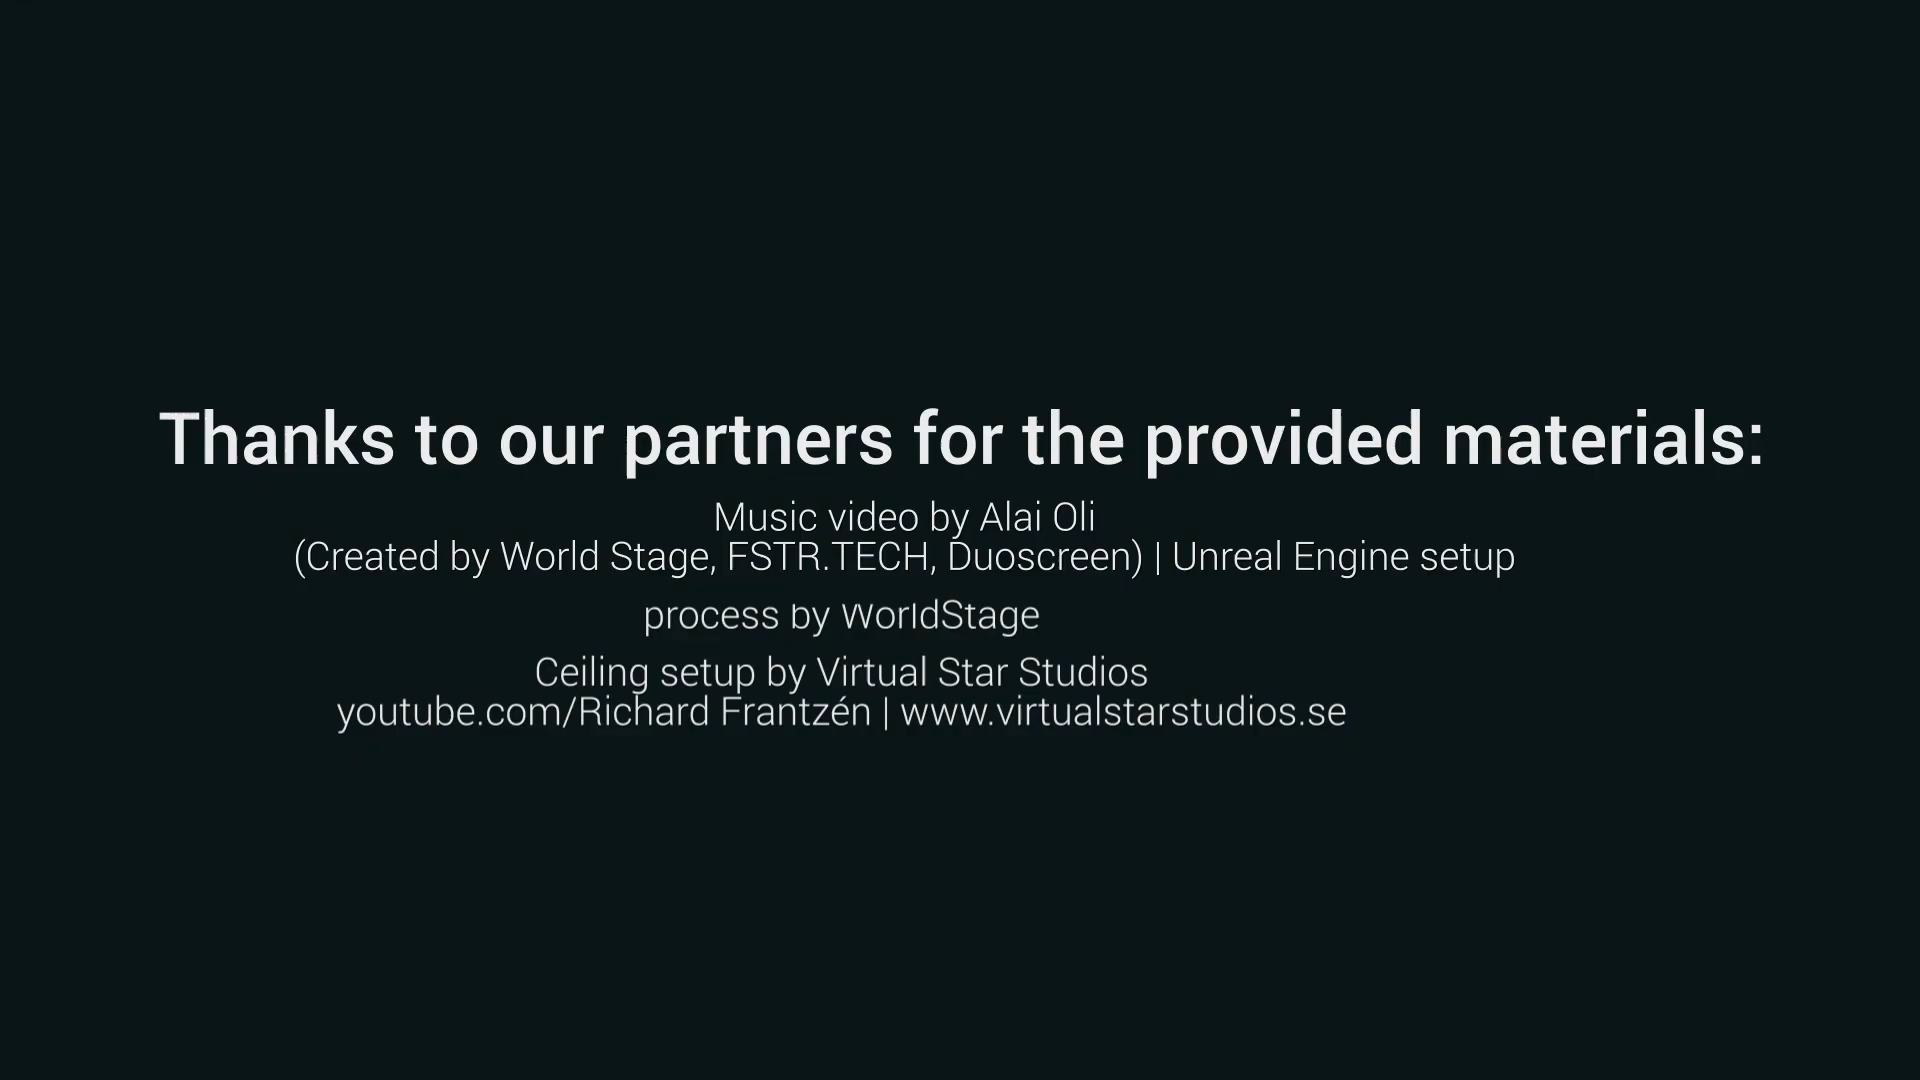 Thanks to our partners for the provided materials:
Music video by Alai Oli
(Created by World Stage, FSTR.TECH, Duoscreen) | Unreal Engine setup
process by WorldStage
Ceiling setup by Virtual Star Studios
youtube.com/Richard Frantzén | www.virtualstarstudios.se